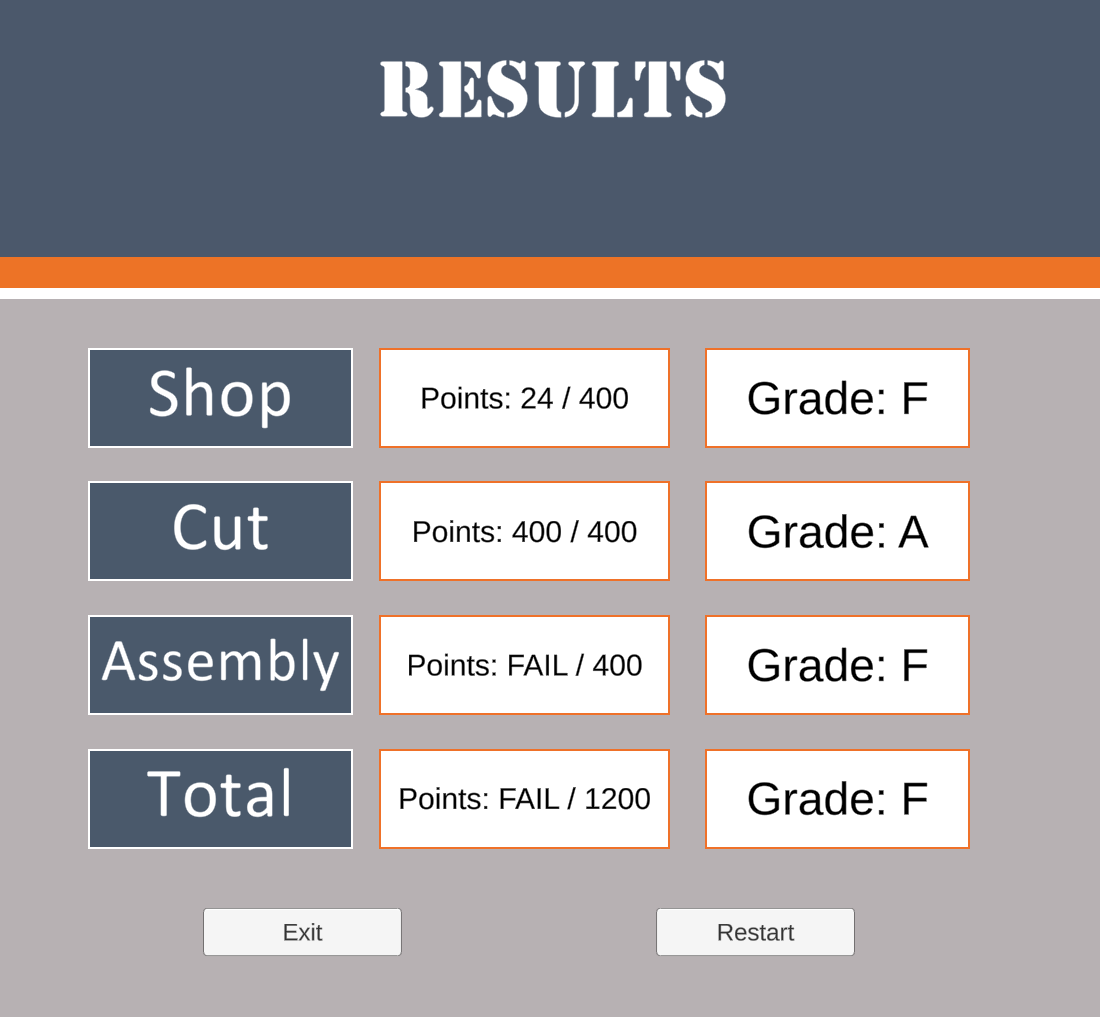 RESULTS
Shop Points: 24 / 400 Grade: F
Cut Points: 400 / 400 Grade: A
Assembly Points: FAIL / 400 Grade: F
Total Points: FAIL / 1200 Grade: F
Exit Restart